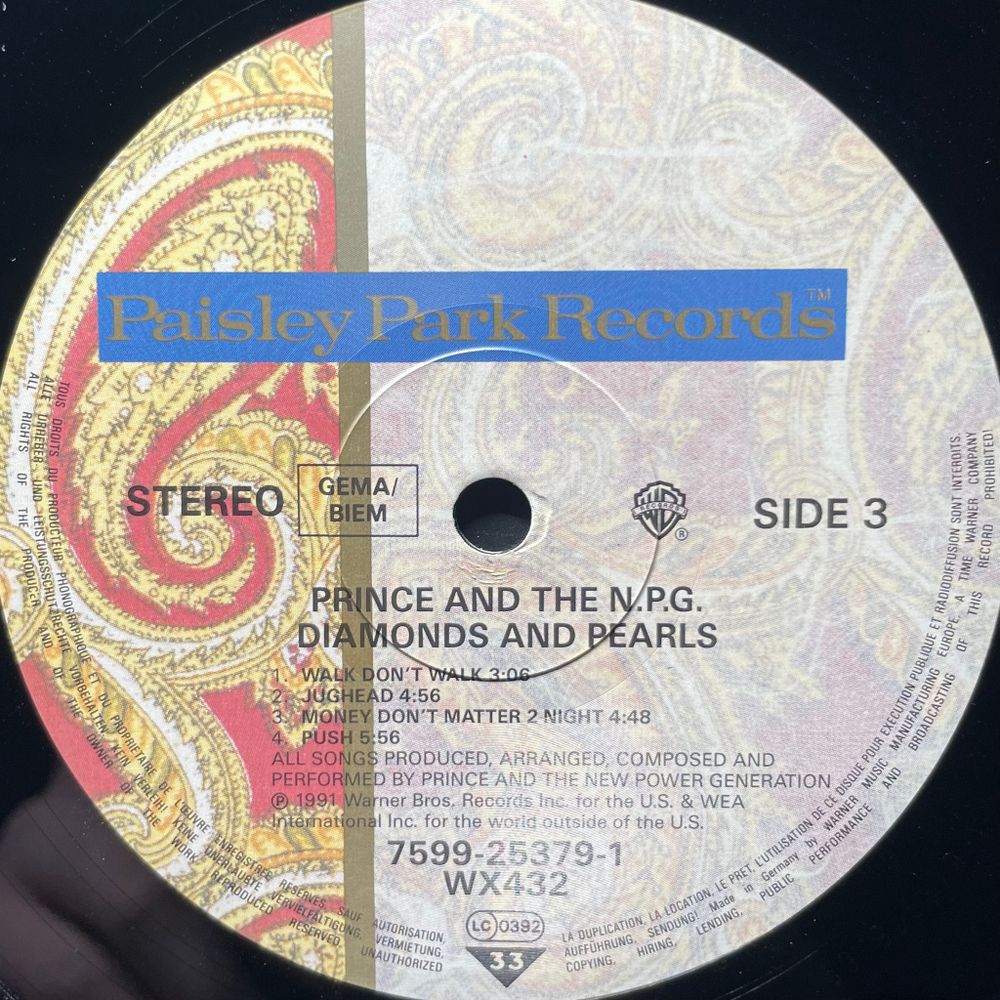 Paisley Park Records™
STEREO
GEMA/
BIEM
WB
RECORDS
®
SIDE 3
PRINCE AND THE N.P.G.
DIAMONDS AND PEARLS
1. WALK DON'T WALK 3:06
2. JUGHEAD 4:56
3. MONEY DON'T MATTER 2 NIGHT 4:48
4. PUSH 5:56
ALL SONGS PRODUCED, ARRANGED, COMPOSED AND
PERFORMED BY PRINCE AND THE NEW POWER GENERATION
℗ 1991 Warner Bros. Records Inc. for the U.S. & WEA
International Inc. for the world outside of the U.S.
7599-25379-1
WX432
LC 0392
33
TOUS DROITS DU PRODUCTEUR PHONOGRAPHIQUE ET DU PROPRIETAIRE DE L'ŒUVRE ENREGISTREE RESERVES. SAUF AUTORISATION, LA DUPLICATION, LA LOCATION, LE PRET, L'UTILISATION DE CE DISQUE POUR EXECUTION PUBLIQUE ET RADIODIFFUSION SONT INTERDITS.
ALLE URHEBER UND LEISTUNGSSCHUTZRECHTE VORBEHALTEN. KEIN VERLEIH! KEINE UNERLAUBTE VERVIELFÄLTIGUNG, VERMIETUNG, AUFFÜHRUNG, SENDUNG! Made in Germany by WARNER MUSIC MANUFACTURING EUROPE, A TIME WARNER COMPANY
ALL RIGHTS OF THE PRODUCER AND OF THE OWNER OF THE WORK REPRODUCED RESERVED. UNAUTHORIZED COPYING, HIRING, LENDING, PUBLIC PERFORMANCE AND BROADCASTING OF THIS RECORD PROHIBITED!